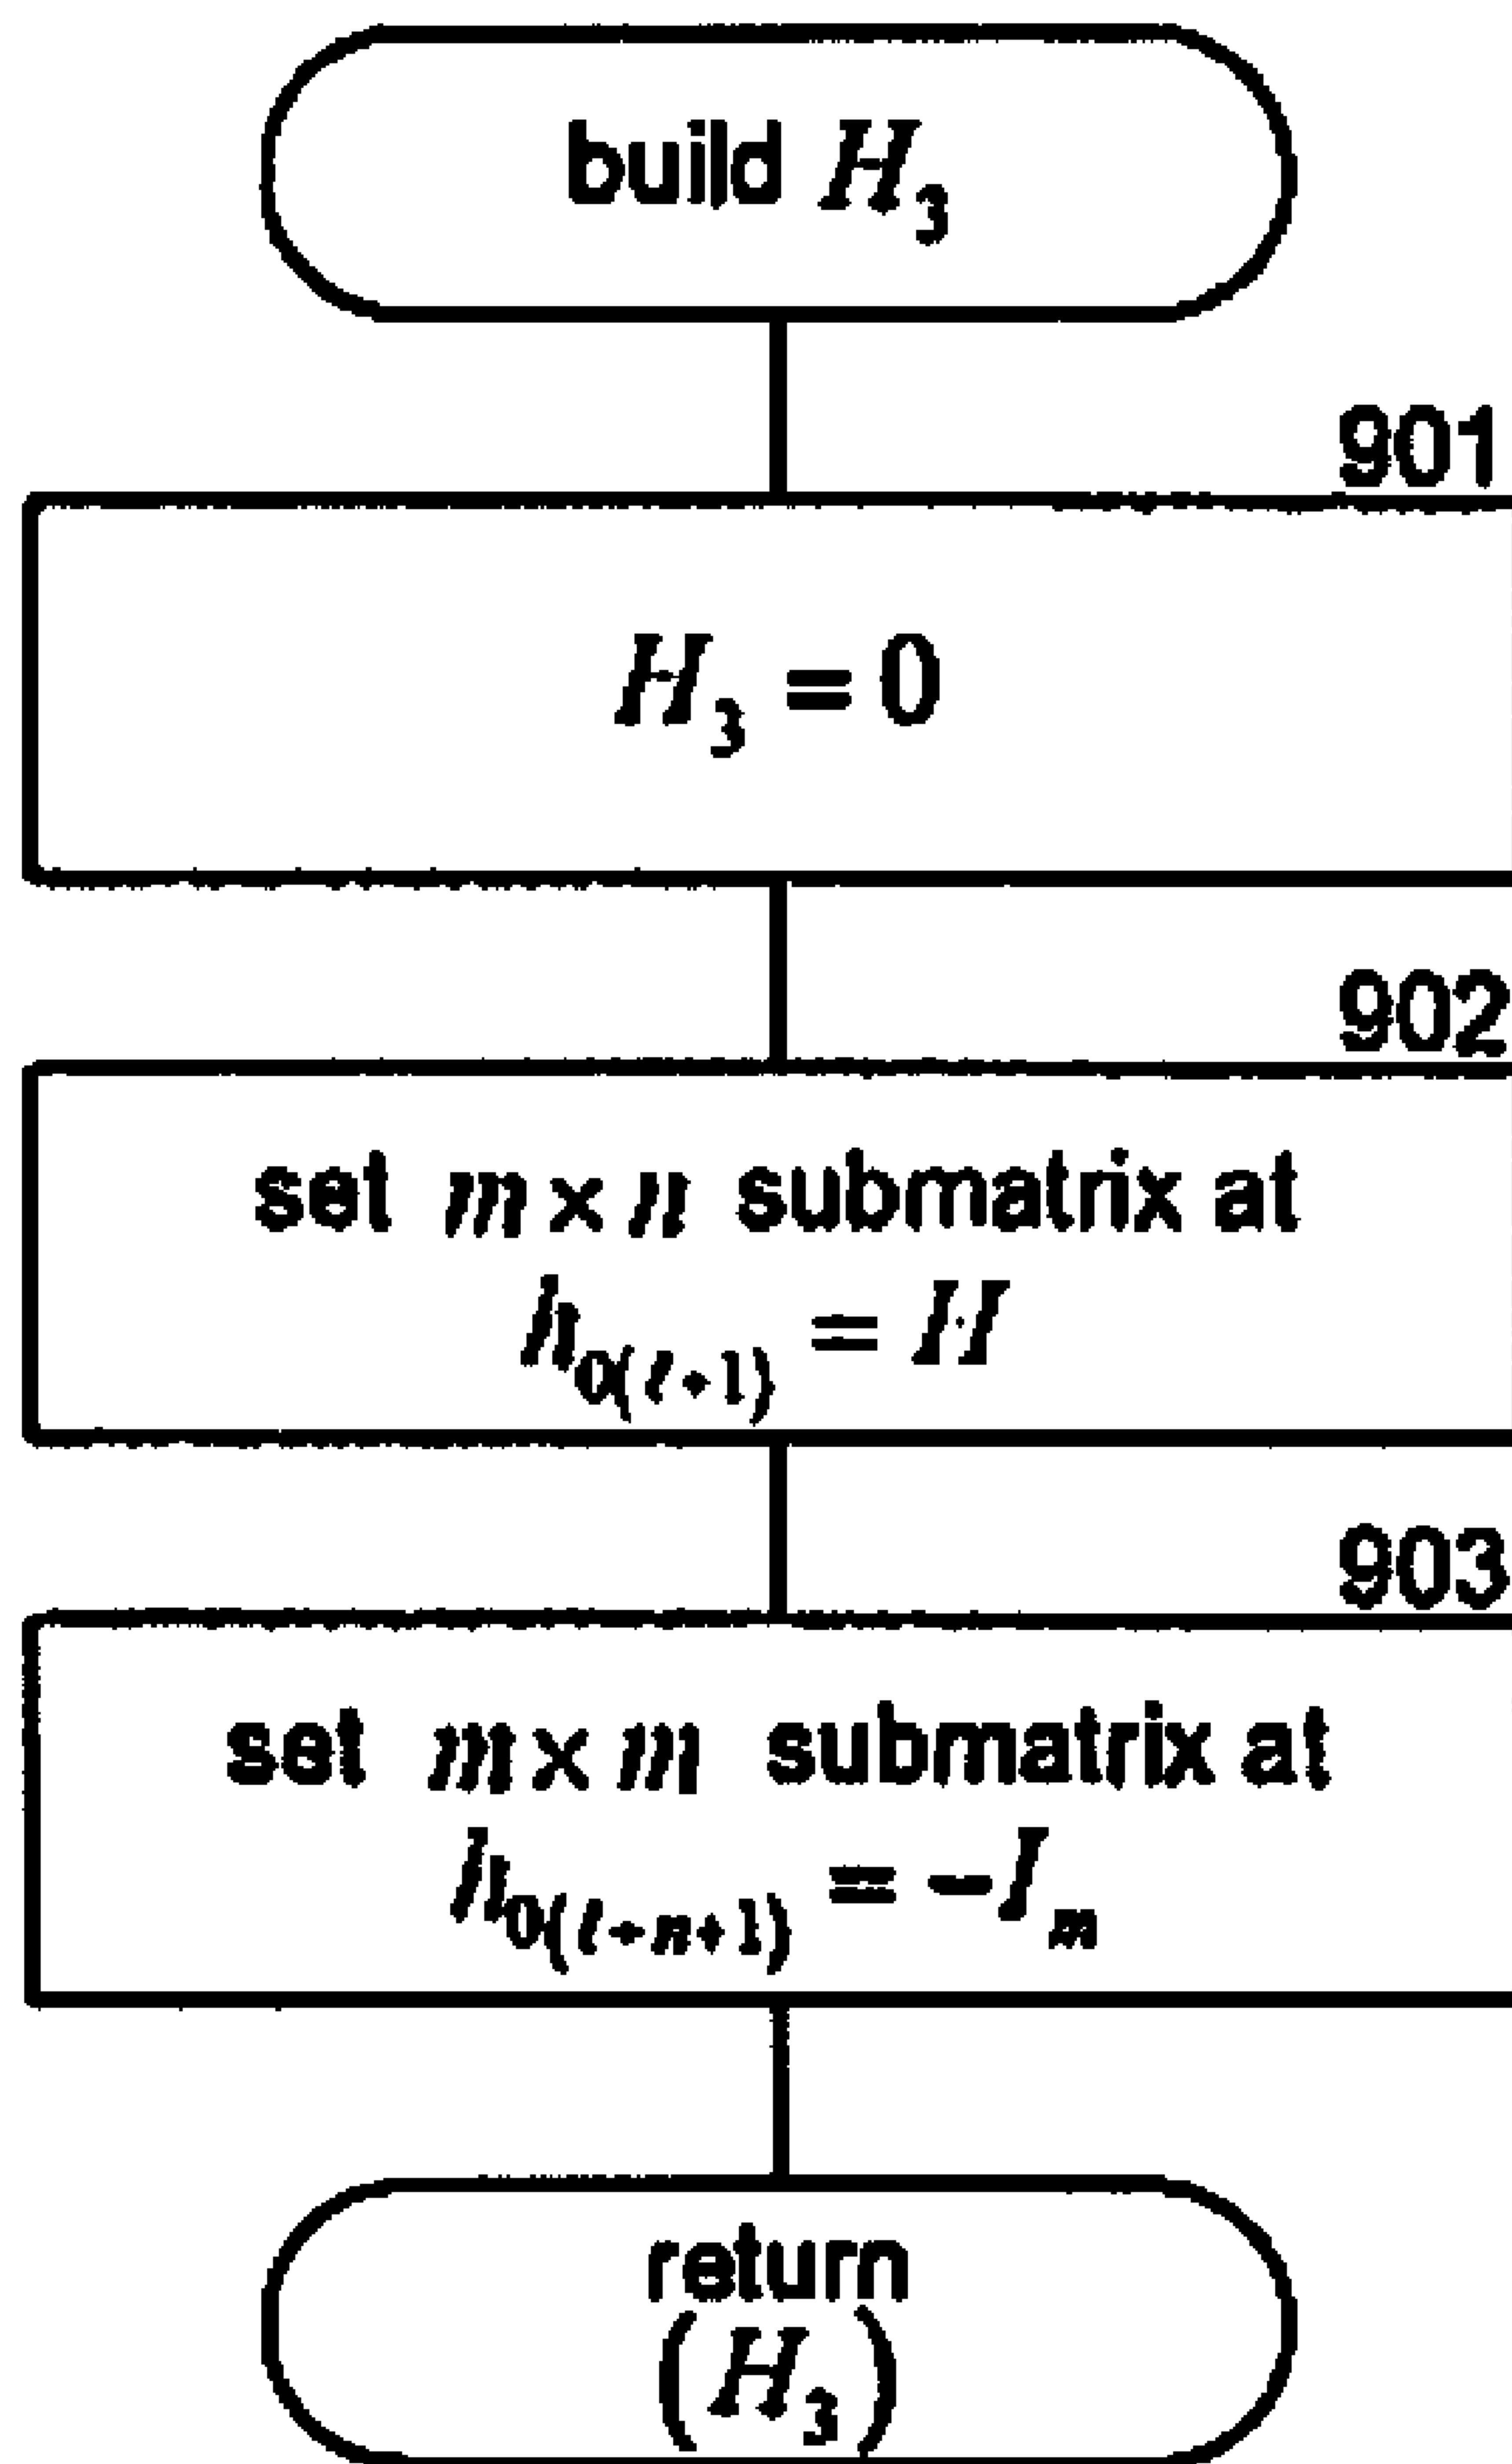 build H₃
901
H₃ = 0
902
set m × n submatrix at
h₀₍ₗ₊₁₎ = H
903
set m × m submatrix at
h₀₍ₗ₊ₙ₊₁₎ = −Iₘ
return
(H₃)